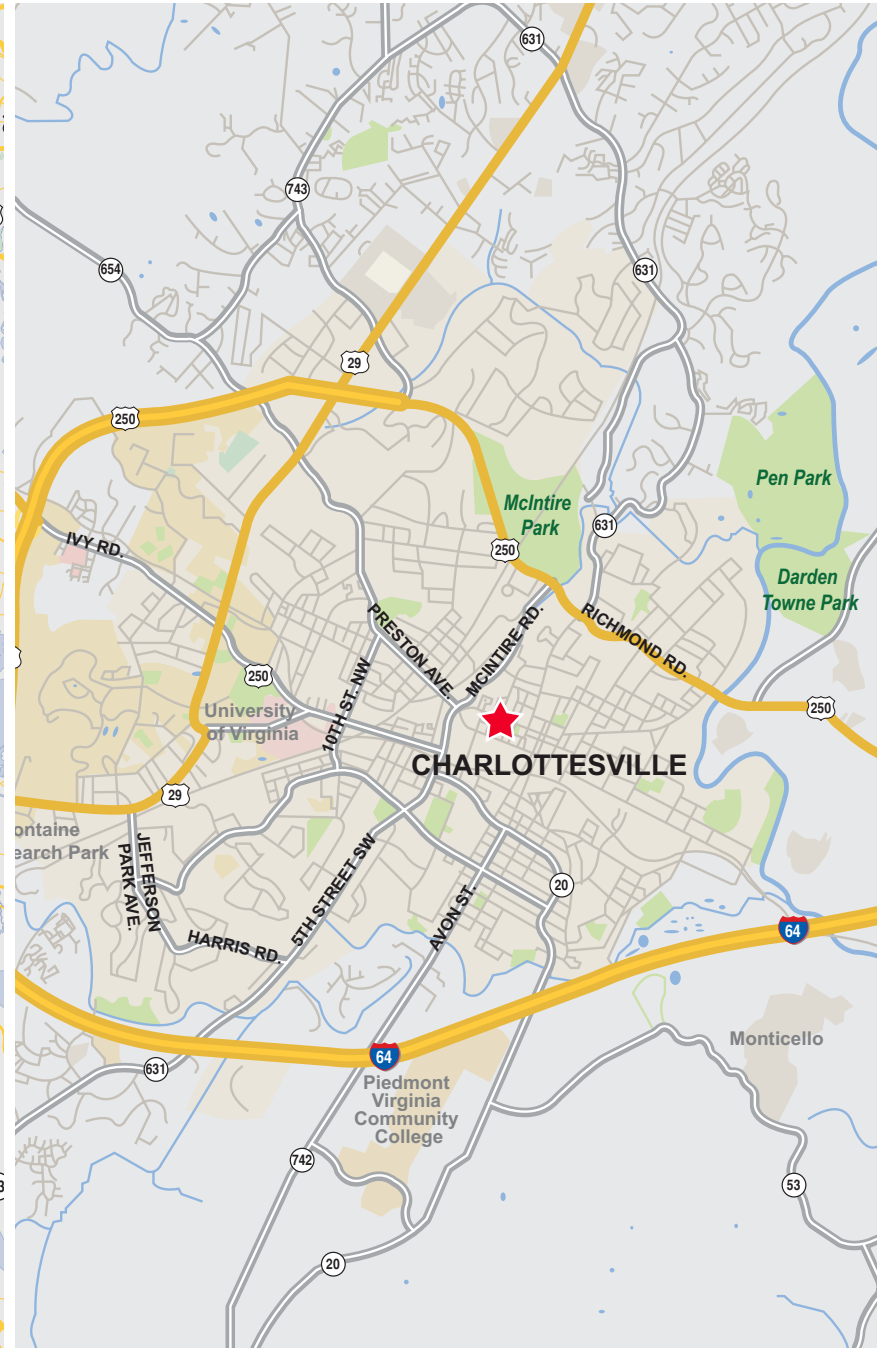 631
743
654
631
29
250
McIntire
Park
Pen Park
631
250
IVY RD.
Darden
Towne Park
PRESTON AVE.
MCINTIRE RD.
RICHMOND RD.
10TH ST. NW
250
University
of Virginia
250
CHARLOTTESVILLE
29
ontaine
earch Park
JEFFERSON
PARK AVE.
5TH STREET SW
AVON ST.
20
HARRIS RD.
64
64
Monticello
631
Piedmont
Virginia
Community
College
742
53
20